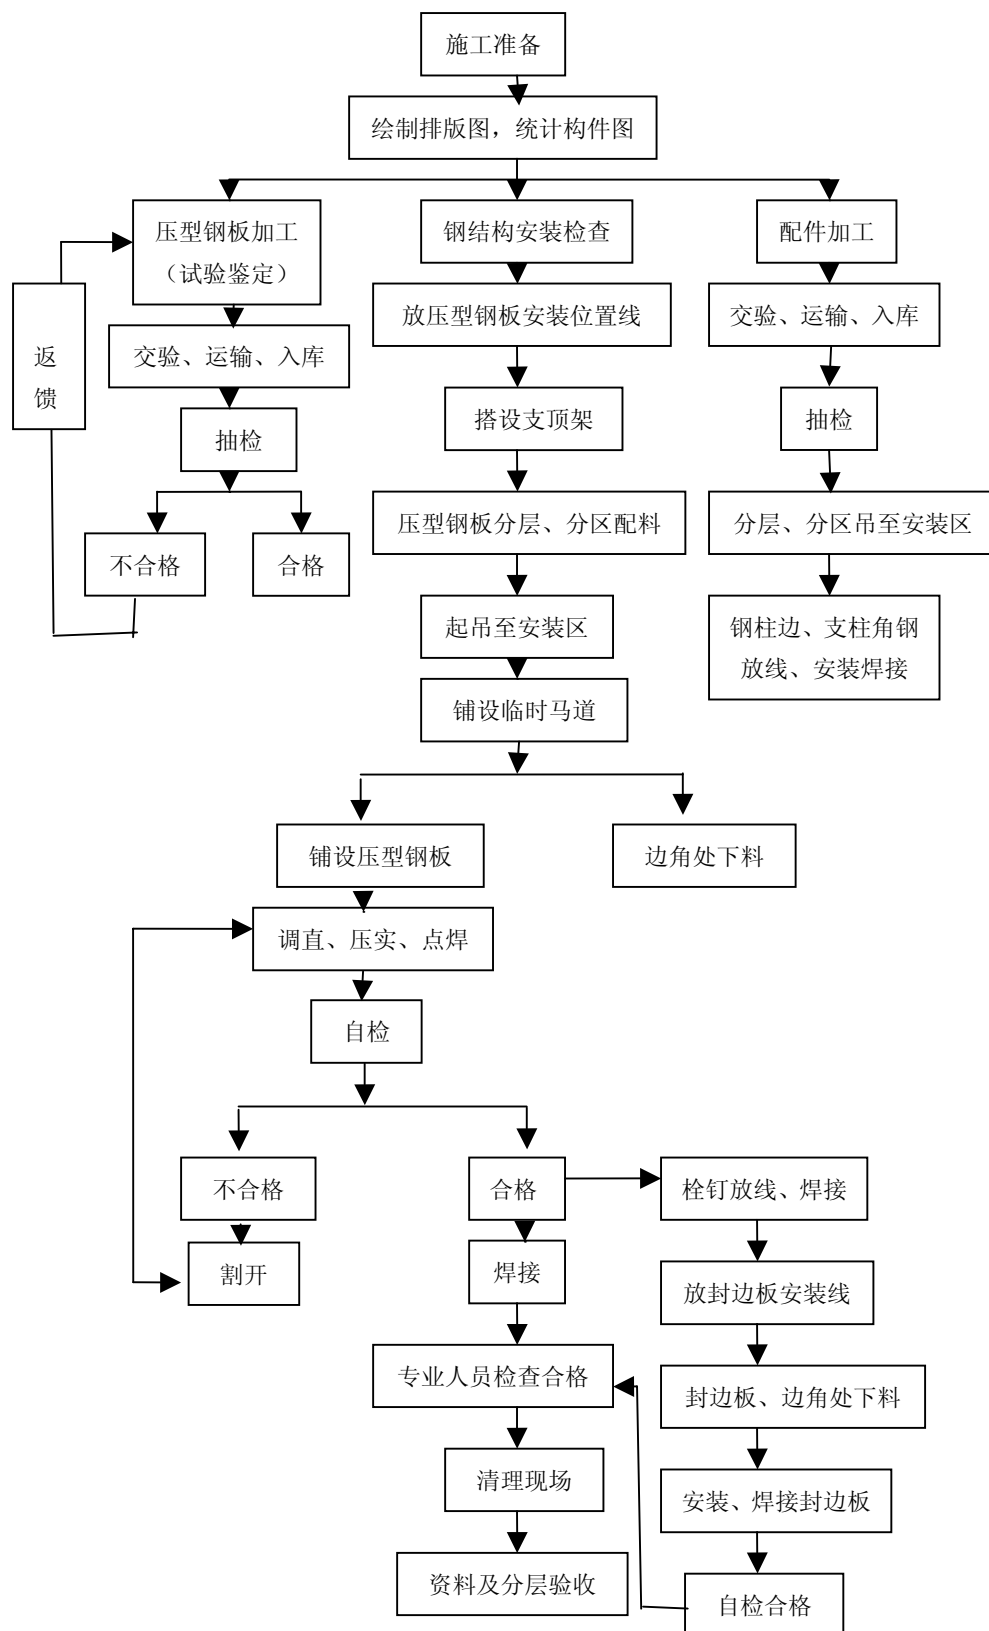 施工准备
绘制排版图，统计构件图
压型钢板加工
（试验鉴定）
钢结构安装检查
配件加工
返
馈
放压型钢板安装位置线
交验、运输、入库
交验、运输、入库
搭设支顶架
抽检
抽检
压型钢板分层、分区配料
分层、分区吊至安装区
不合格
合格
起吊至安装区
钢柱边、支柱角钢
放线、安装焊接
铺设临时马道
铺设压型钢板
边角处下料
调直、压实、点焊
自检
不合格
合格
栓钉放线、焊接
割开
焊接
放封边板安装线
专业人员检查合格
封边板、边角处下料
清理现场
安装、焊接封边板
资料及分层验收
自检合格